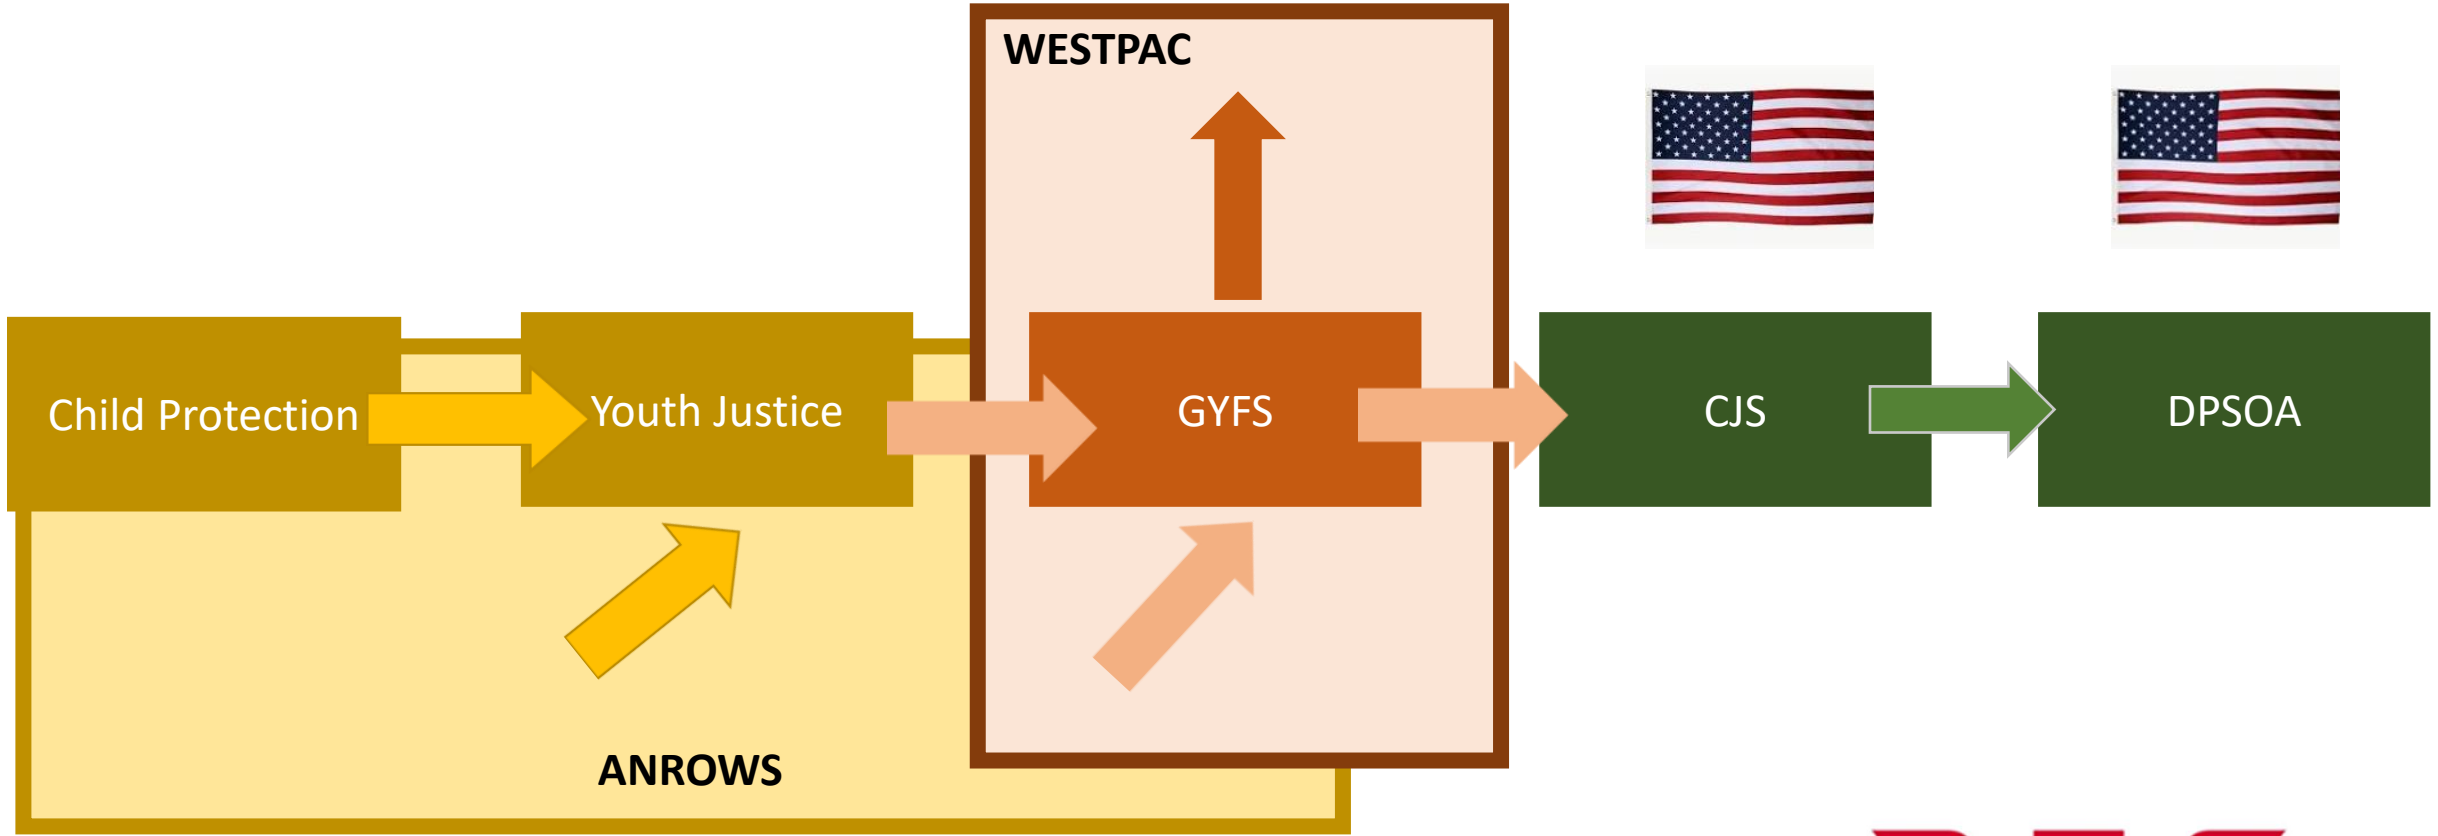 WESTPAC
Child Protection
Youth Justice
GYFS
CJS
DPSOA
ANROWS